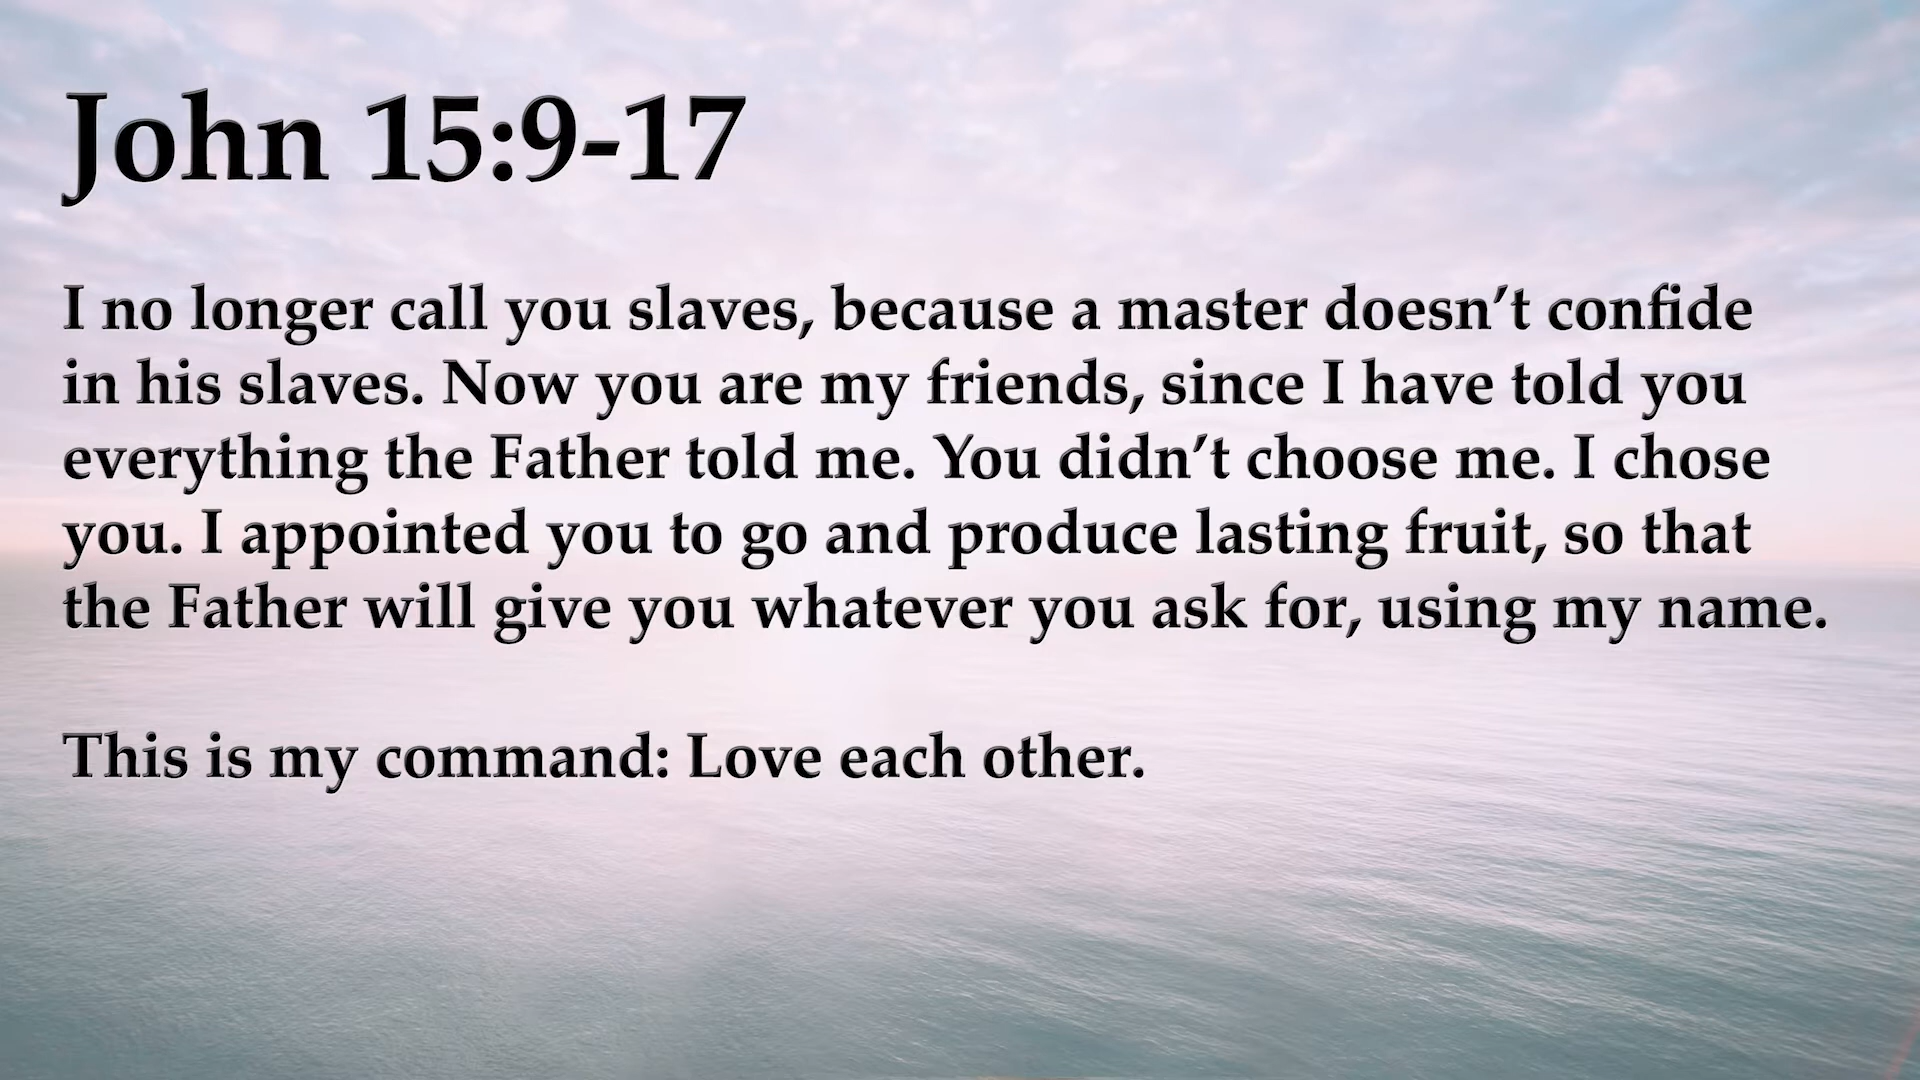 John 15:9-17
I no longer call you slaves, because a master doesn’t confide
in his slaves. Now you are my friends, since I have told you
everything the Father told me. You didn’t choose me. I chose
you. I appointed you to go and produce lasting fruit, so that
the Father will give you whatever you ask for, using my name.
This is my command: Love each other.